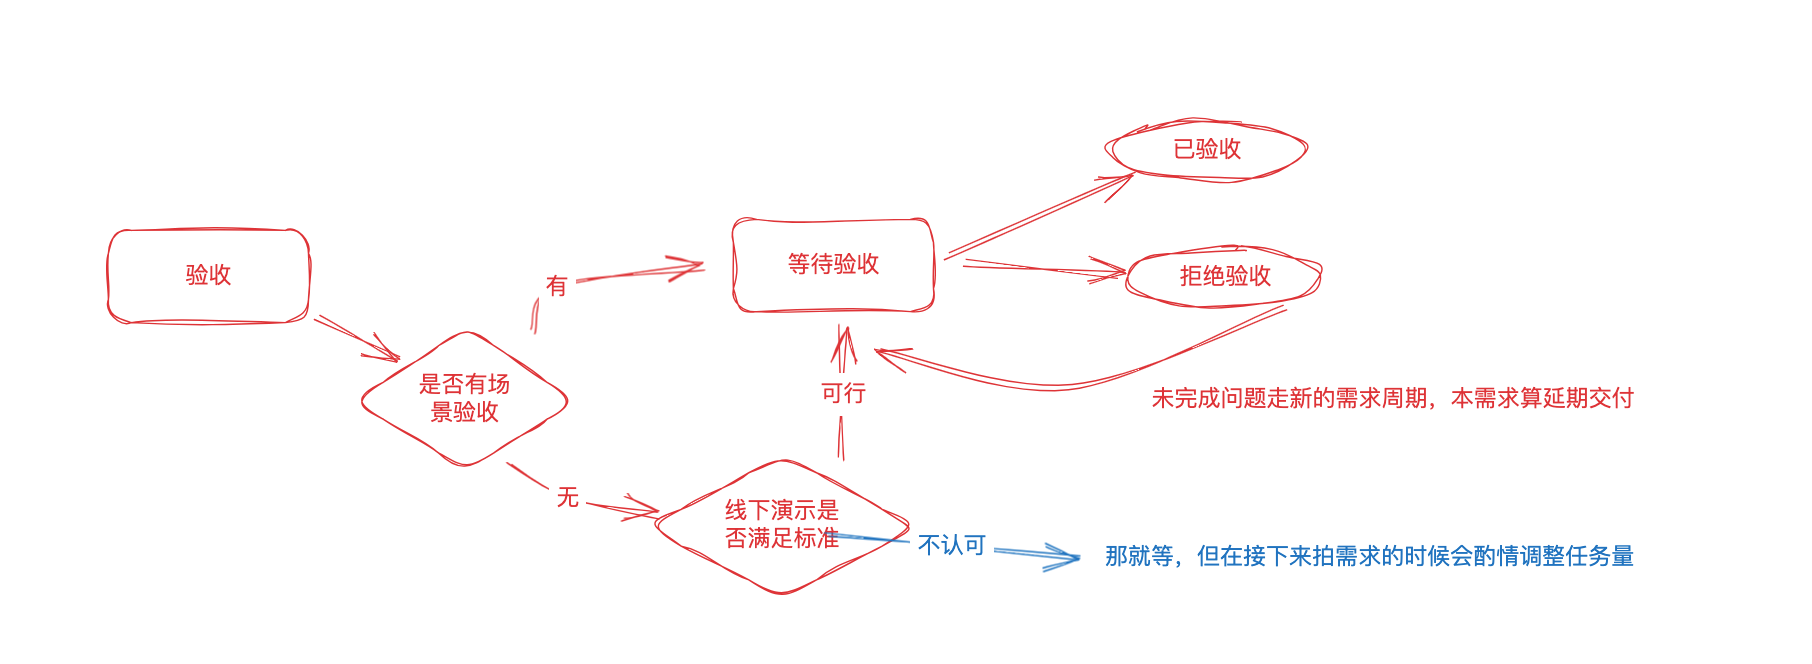 已验收
验收
有
等待验收
拒绝验收
是否有场
景验收
可行
未完成问题走新的需求周期，本需求算延期交付
无
线下演示是
否满足标准
不认可
那就等，但在接下来拍需求的时候会酌情调整任务量